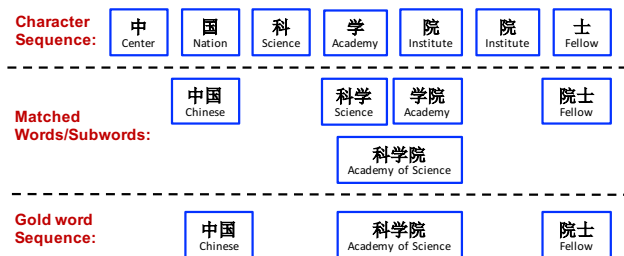 Character Sequence:
中 国 科 学 院 院 士
Center Nation Science Academy Institute Institute Fellow
Matched Words/Subwords:
中国 科学 学院 院士
Chinese Science Academy Fellow
科学院
Academy of Science
Gold word Sequence:
中国 科学院 院士
Chinese Academy of Science Fellow